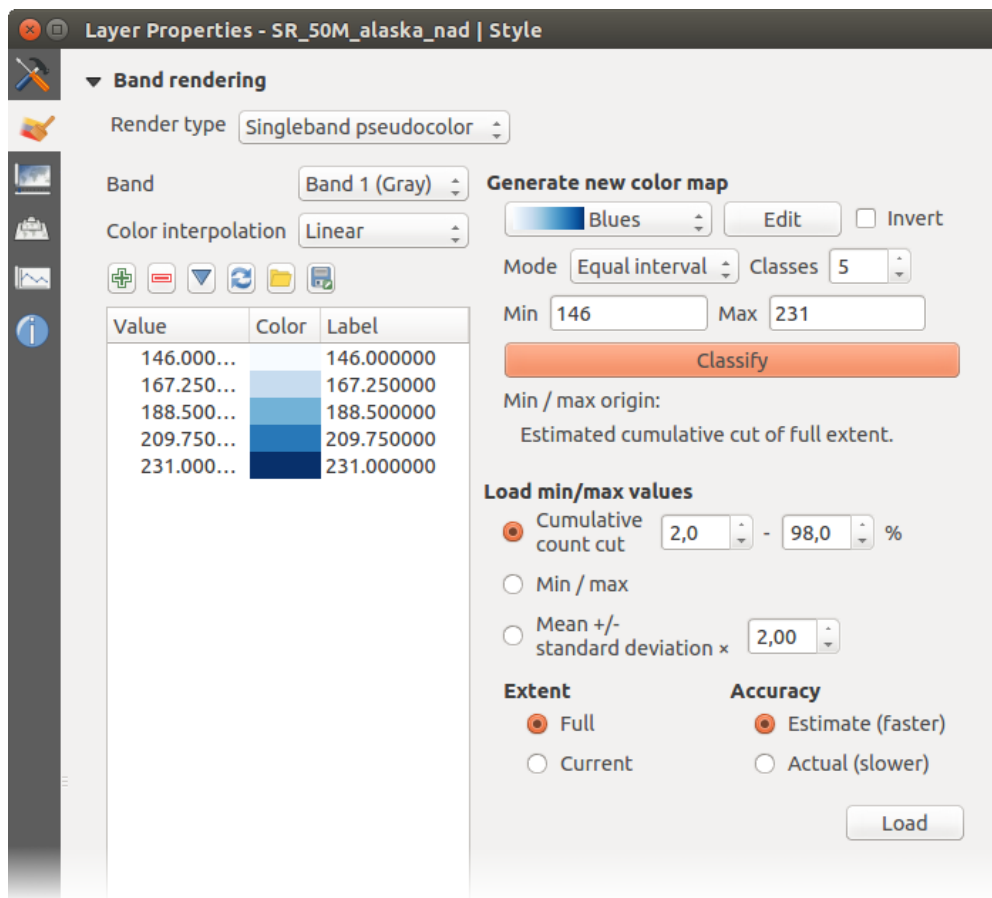 Layer Properties - SR_50M_alaska_nad | Style
Band rendering
Render type Singleband pseudocolor
Band Band 1 (Gray)
Color interpolation Linear
Value Color Label
146.000... 146.000000
167.250... 167.250000
188.500... 188.500000
209.750... 209.750000
231.000... 231.000000
Generate new color map
Blues Edit Invert
Mode Equal interval Classes 5
Min 146 Max 231
Classify
Min / max origin:
Estimated cumulative cut of full extent.
Load min/max values
Cumulative
count cut 2,0 - 98,0 %
Min / max
Mean +/-
standard deviation × 2,00
Extent Accuracy
Full Estimate (faster)
Current Actual (slower)
Load